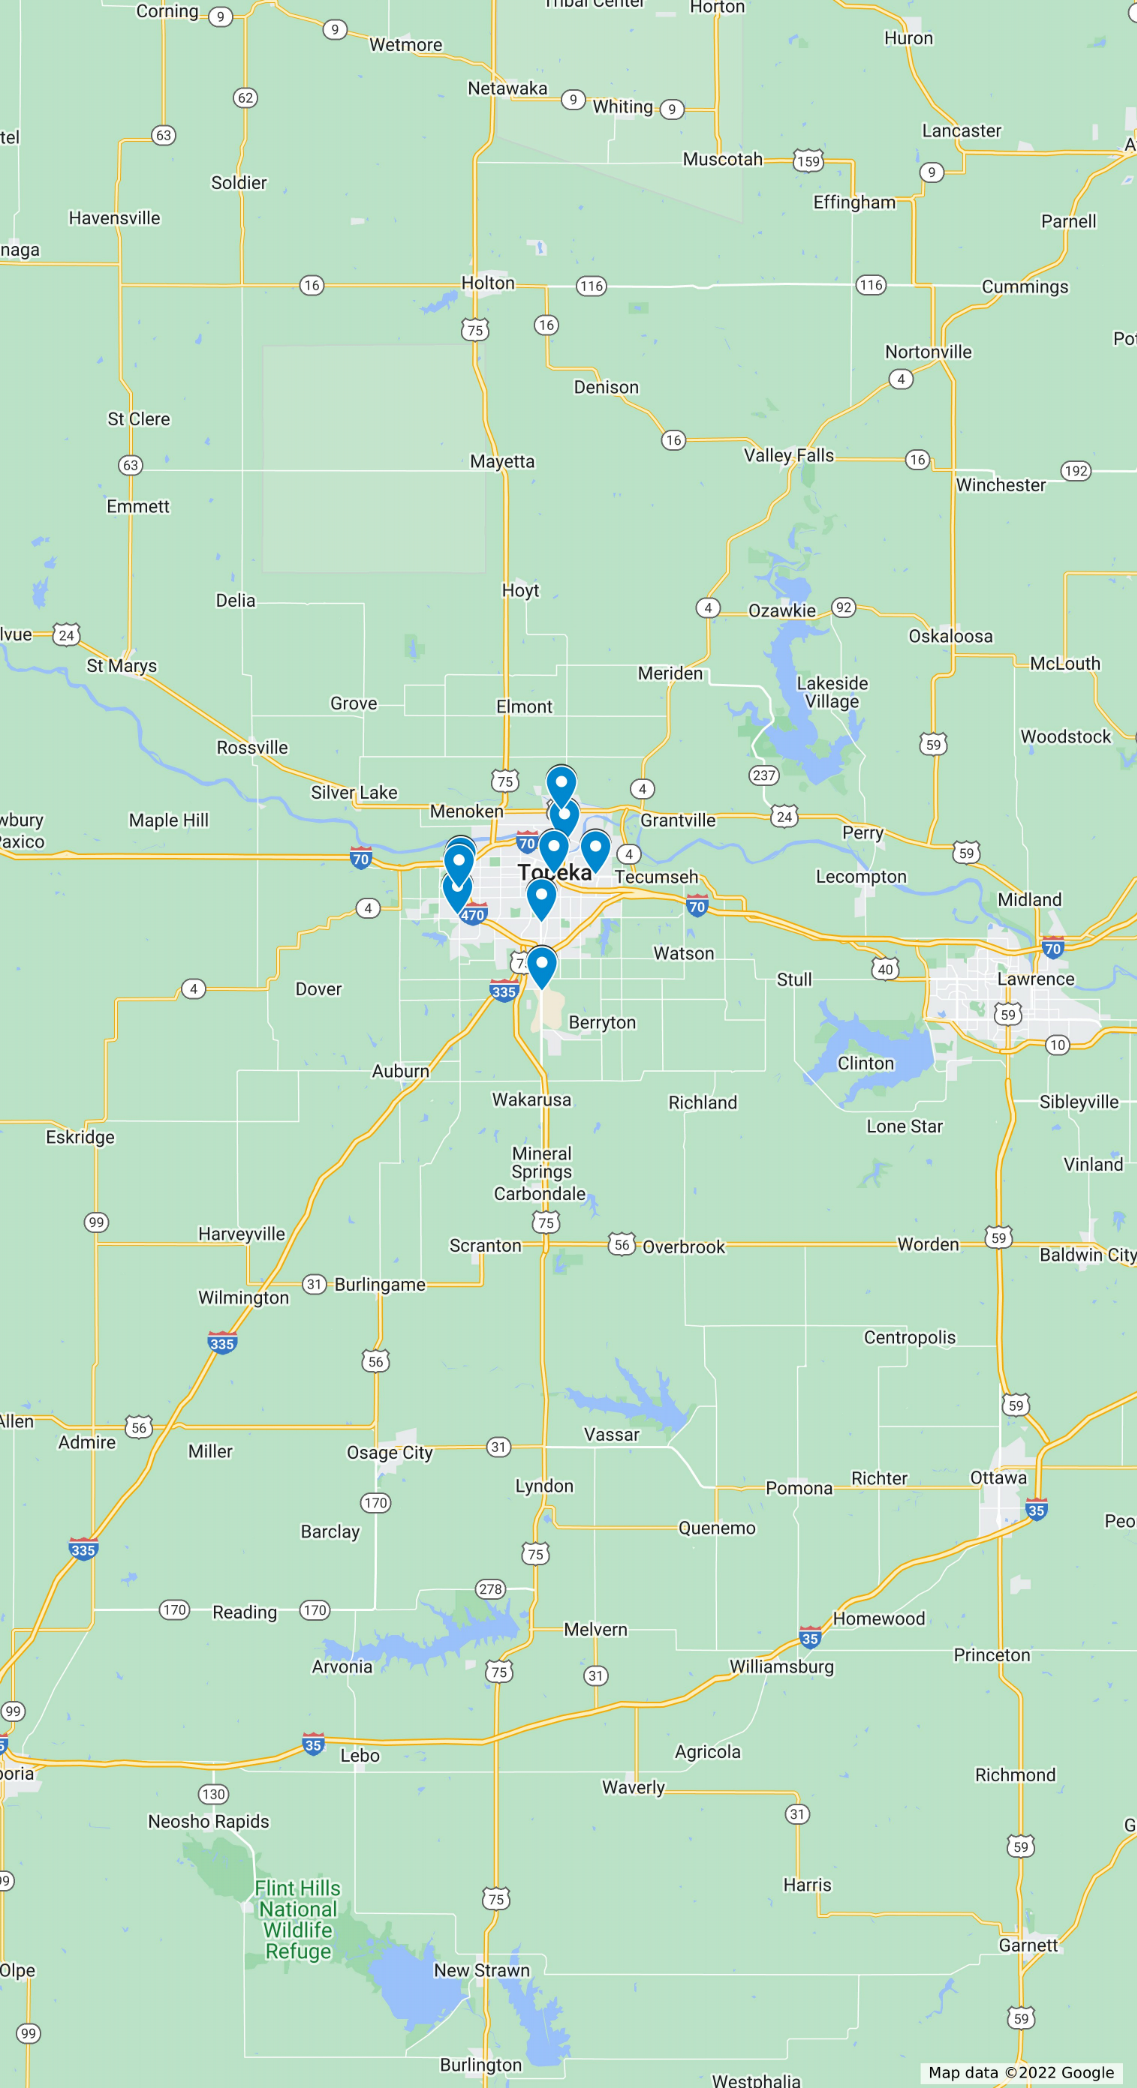 Tribal Center
Horton
Corning
9
9
Huron
Wetmore
Netawaka
62
9
Whiting
9
63
Lancaster
Muscotah
159
9
Soldier
Effingham
Havensville
Parnell
16
Holton
116
116
Cummings
75
16
Nortonville
4
Denison
St Clere
16
63
Mayetta
Valley Falls
16
192
Winchester
Emmett
Hoyt
Delia
4
Ozawkie
92
24
Oskaloosa
St Marys
McLouth
Meriden
Lakeside
Village
Grove
Elmont
Woodstock
59
Rossville
75
237
4
Silver Lake
Menoken
Grantville
24
Maple Hill
Perry
70
70
4
59
Topeka
Tecumseh
Lecompton
4
470
70
Midland
70
Watson
40
Stull
Lawrence
4
Dover
335
59
Berryton
10
Clinton
Auburn
Wakarusa
Richland
Sibleyville
Lone Star
Eskridge
Mineral
Springs
Vinland
Carbondale
99
75
Harveyville
Scranton
56
Overbrook
Worden
59
Baldwin City
31
Burlingame
Wilmington
335
Centropolis
56
59
Allen
56
Admire
Miller
Osage City
31
Vassar
Lyndon
Pomona
Richter
Ottawa
170
35
Barclay
Quenemo
335
75
278
170
Reading
170
Homewood
Melvern
35
Arvonia
75
31
Williamsburg
Princeton
99
35
Lebo
Agricola
Waverly
Richmond
130
31
Neosho Rapids
59
Harris
Flint Hills
National
Wildlife
Refuge
75
Garnett
Olpe
New Strawn
59
99
Burlington
Westphalia
Map data ©2022 Google